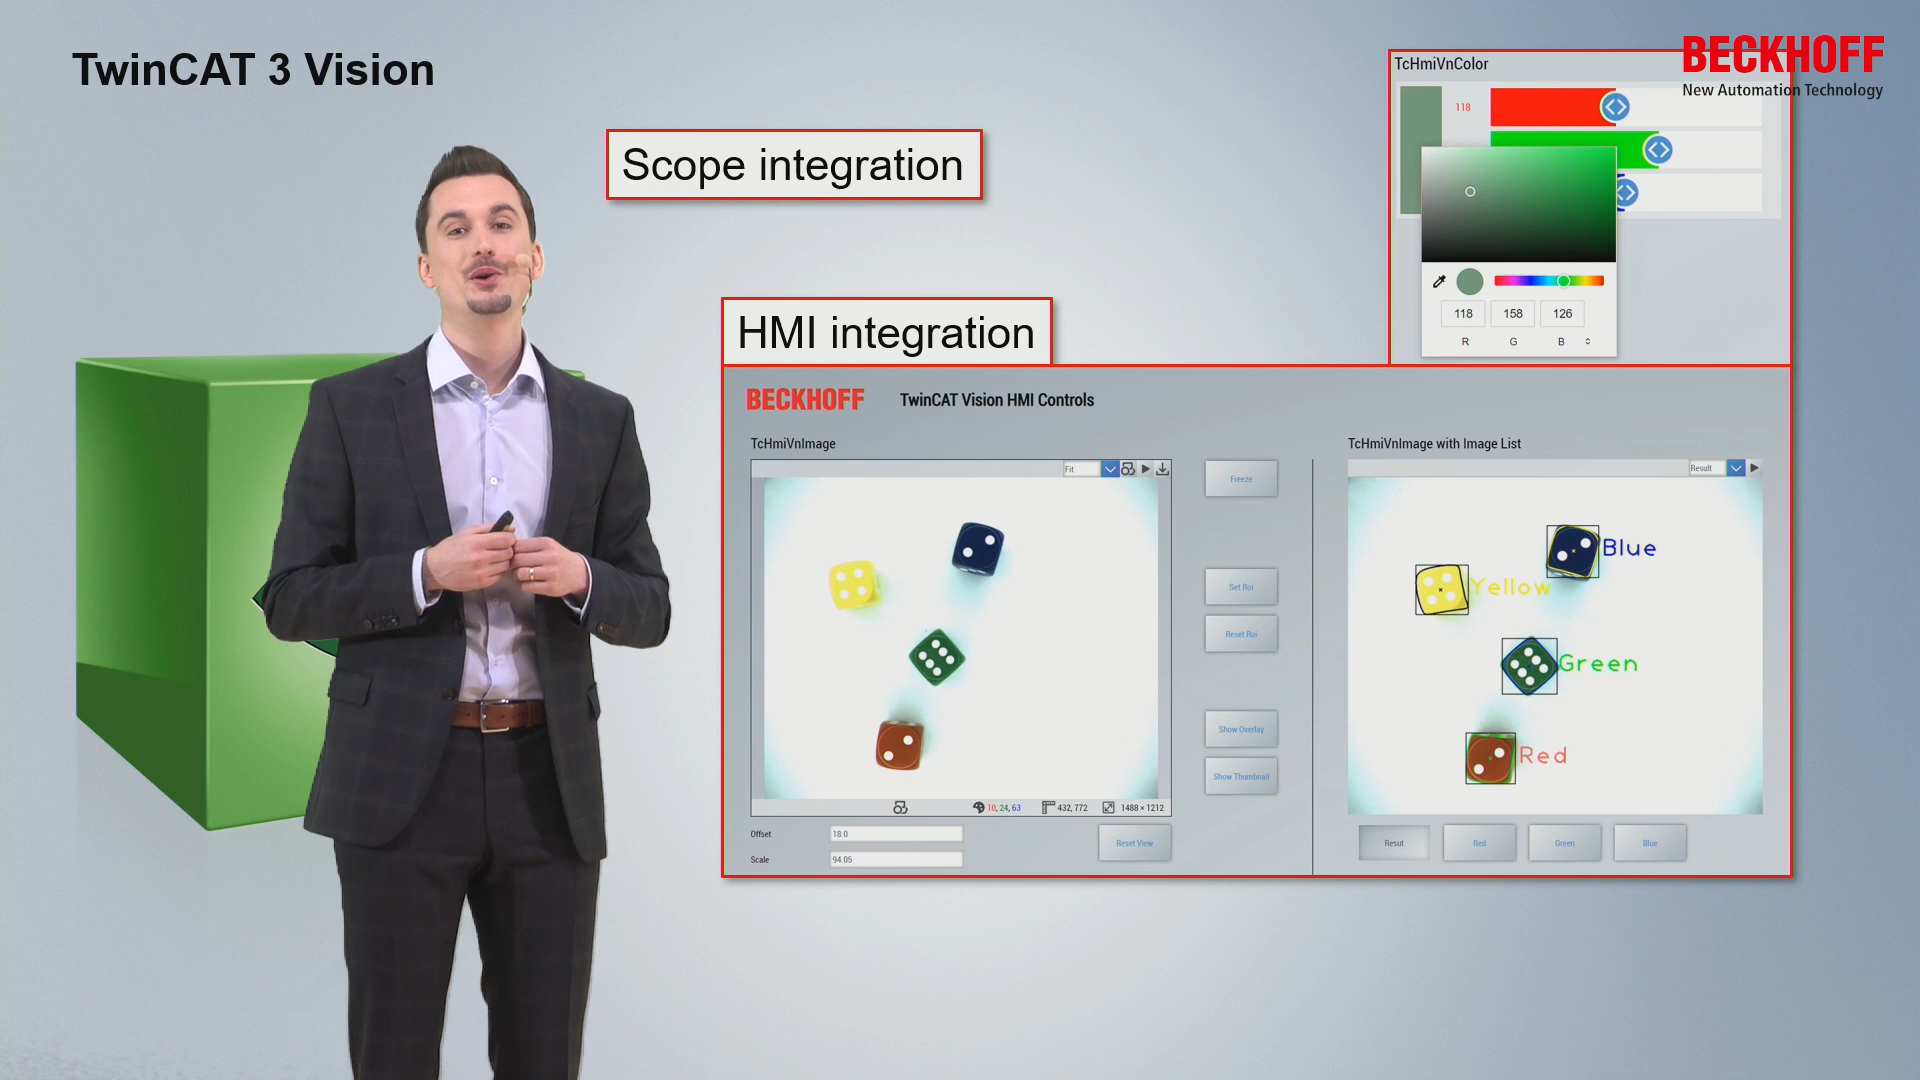 TwinCAT 3 Vision
BECKHOFF
New Automation Technology
Scope integration
TcHmiVnColor
118
118 158 126
R G B
HMI integration
BECKHOFF TwinCAT Vision HMI Controls
TcHmiVnImage
Fit
Freeze
Set Roi
Reset Roi
Show Overlay
Show Thumbnail
10, 24, 63 432, 772 1488 × 1212
Offset 18.0
Scale 94.05
Reset View
TcHmiVnImage with Image List
Result
Blue
Yellow
Green
Red
Resut Red Green Blue